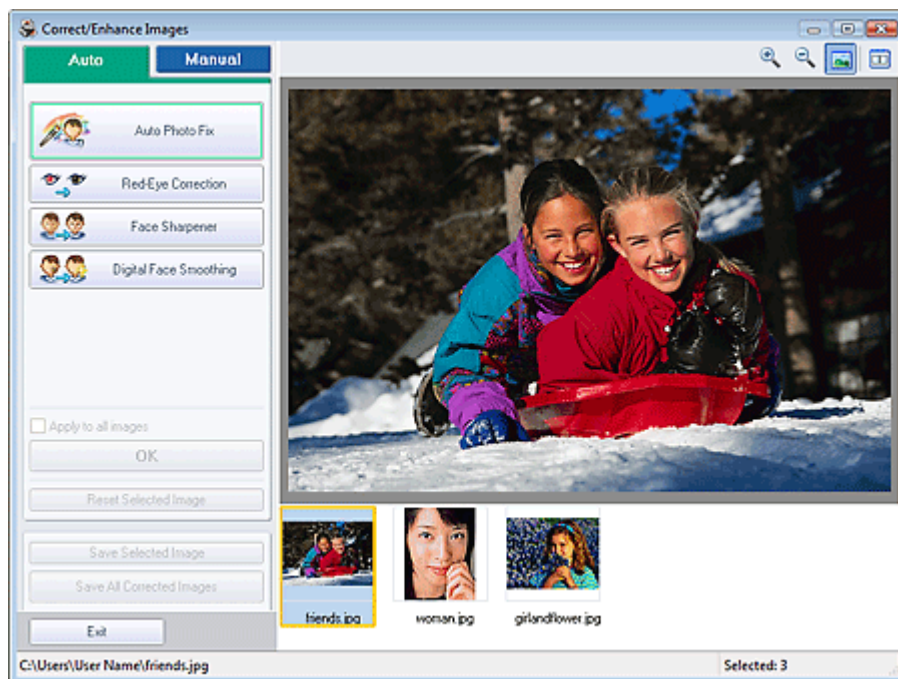 Correct/Enhance Images
Auto
Manual
Auto Photo Fix
Red-Eye Correction
Face Sharpener
Digital Face Smoothing
Apply to all images
OK
Reset Selected Image
Save Selected Image
Save All Corrected Images
Exit
friends.jpg
woman.jpg
girlandflower.jpg
C:\Users\User Name\friends.jpg
Selected: 3